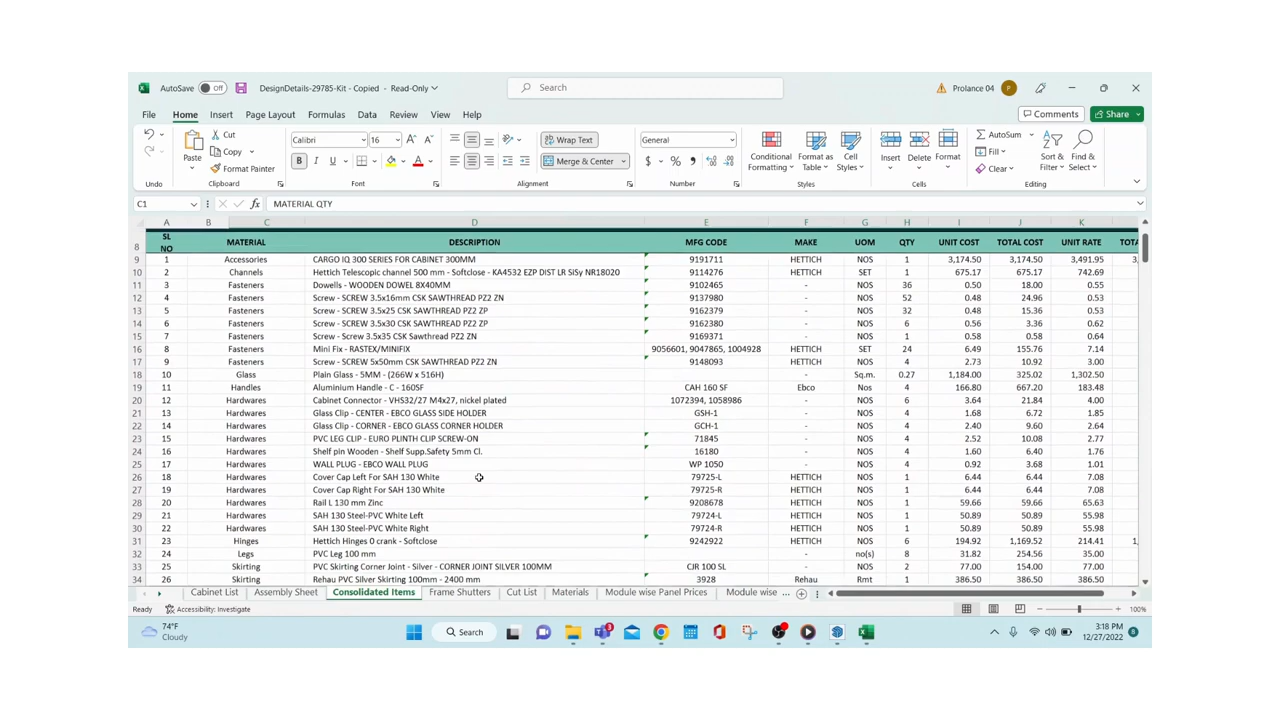 AutoSave Off DesignDetails-29785-Kit - Copied - Read-Only Search Prolance 04 P
File Home Insert Page Layout Formulas Data Review View Help Comments Share
Undo
Paste Cut Copy Format Painter Clipboard
Calibri 16 B I U Font
Wrap Text Merge & Center Alignment
General $ % Number
Conditional Formatting Format as Table Cell Styles Styles
Insert Delete Format Cells
AutoSum Fill Clear Sort & Filter Find & Select Editing
C1 fx MATERIAL QTY
A B C D E F G H I J K
8 SL NO MATERIAL DESCRIPTION MFG CODE MAKE UOM QTY UNIT COST TOTAL COST UNIT RATE
9 1 Accessories CARGO IQ 300 SERIES FOR CABINET 300MM 9191711 HETTICH NOS 1 3,174.50 3,174.50 3,491.95
10 2 Channels Hettich Telescopic channel 500 mm - Softclose - KA4532 EZP DIST LR SiSy NR18020 9114276 HETTICH SET 1 675.17 675.17 742.69
11 3 Fasteners Dowells - WOODEN DOWEL 8X40MM 9102465 - NOS 36 0.50 18.00 0.55
12 4 Fasteners Screw - SCREW 3.5x16mm CSK SAWTHREAD PZ2 ZN 9137980 - NOS 52 0.48 24.96 0.53
13 5 Fasteners Screw - SCREW 3.5x25 CSK SAWTHREAD PZ2 ZP 9162379 - NOS 32 0.48 15.36 0.53
14 6 Fasteners Screw - SCREW 3.5x30 CSK SAWTHREAD PZ2 ZP 9162380 - NOS 6 0.56 3.36 0.62
15 7 Fasteners Screw - Screw 3.5x35 CSK Sawthread PZ2 ZN 9169371 - NOS 1 0.58 0.58 0.64
16 8 Fasteners Mini Fix - RASTEX/MINIFIX 9056601, 9047865, 1004928 HETTICH SET 24 6.49 155.76 7.14
17 9 Fasteners Screw - SCREW 5x50mm CSK SAWTHREAD PZ2 ZN 9148093 HETTICH NOS 4 2.73 10.92 3.00
18 10 Glass Plain Glass - 5MM - (266W x 516H) - Sq.m. 0.27 1,184.00 325.02 1,302.50
19 11 Handles Aluminium Handle - C - 160SF CAH 160 SF Ebco Nos 4 166.80 667.20 183.48
20 12 Hardwares Cabinet Connector - VHS32/27 M4x27, nickel plated 1072394, 1058986 - NOS 6 3.64 21.84 4.00
21 13 Hardwares Glass Clip - CENTER - EBCO GLASS SIDE HOLDER GSH-1 - NOS 4 1.68 6.72 1.85
22 14 Hardwares Glass Clip - CORNER - EBCO GLASS CORNER HOLDER GCH-1 - NOS 4 2.40 9.60 2.64
23 15 Hardwares PVC LEG CLIP - EURO PLINTH CLIP SCREW-ON 71845 - NOS 4 2.52 10.08 2.77
24 16 Hardwares Shelf pin Wooden - Shelf Supp.Safety 5mm Cl. 16180 - NOS 4 1.60 6.40 1.76
25 17 Hardwares WALL PLUG - EBCO WALL PLUG WP 1050 - NOS 4 0.92 3.68 1.01
26 18 Hardwares Cover Cap Left For SAH 130 White 79725-L HETTICH NOS 1 6.44 6.44 7.08
27 19 Hardwares Cover Cap Right For SAH 130 White 79725-R HETTICH NOS 1 6.44 6.44 7.08
28 20 Hardwares Rail L 130 mm Zinc 9208678 HETTICH NOS 1 59.66 59.66 65.63
29 21 Hardwares SAH 130 Steel-PVC White Left 79724-L HETTICH NOS 1 50.89 50.89 55.98
30 22 Hardwares SAH 130 Steel-PVC White Right 79724-R HETTICH NOS 1 50.89 50.89 55.98
31 23 Hinges Hettich Hinges 0 crank - Softclose 9242922 HETTICH NOS 6 194.92 1,169.52 214.41
32 24 Legs PVC Leg 100 mm - no(s) 8 31.82 254.56 35.00
33 25 Skirting PVC Skirting Corner Joint - Silver - CORNER JOINT SILVER 100MM CJR 100 SL - NOS 2 77.00 154.00 77.00
34 26 Skirting Rehau PVC Silver Skirting 100mm - 2400 mm 3928 Rehau Rmt 1 386.50 386.50 386.50
Cabinet List Assembly Sheet Consolidated Items Frame Shutters Cut List Materials Module wise Panel Prices Module wise ...
Ready Accessibility: Investigate 100%
74°F
Cloudy
Search
3:18 PM
12/27/2022